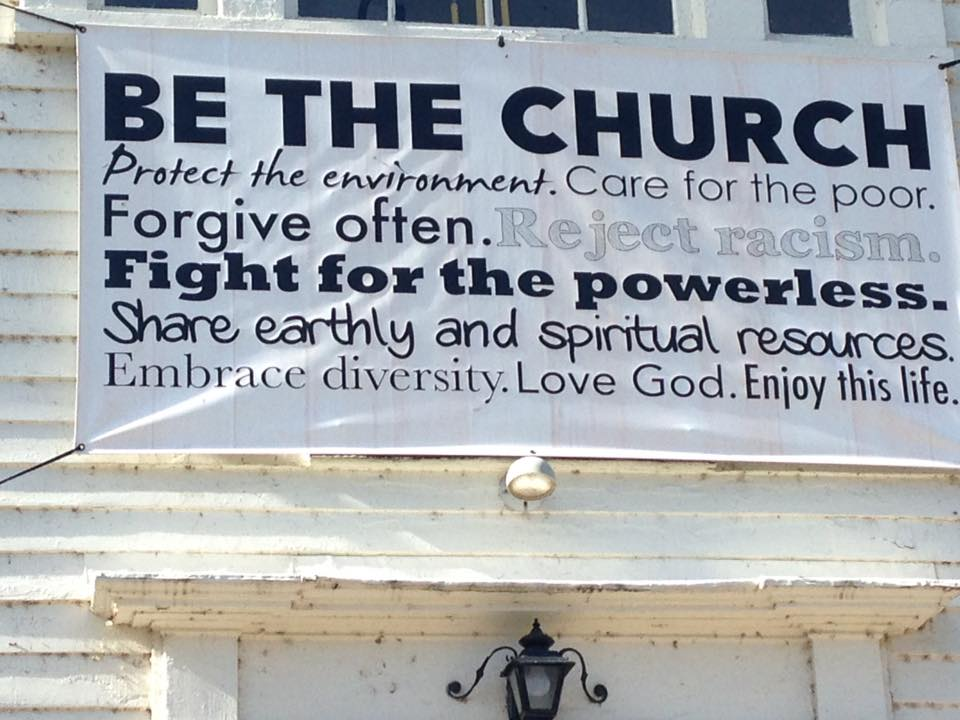 BE THE CHURCH
Protect the environment. Care for the poor.
Forgive often. Reject racism.
Fight for the powerless.
Share earthly and spiritual resources.
Embrace diversity. Love God. Enjoy this life.